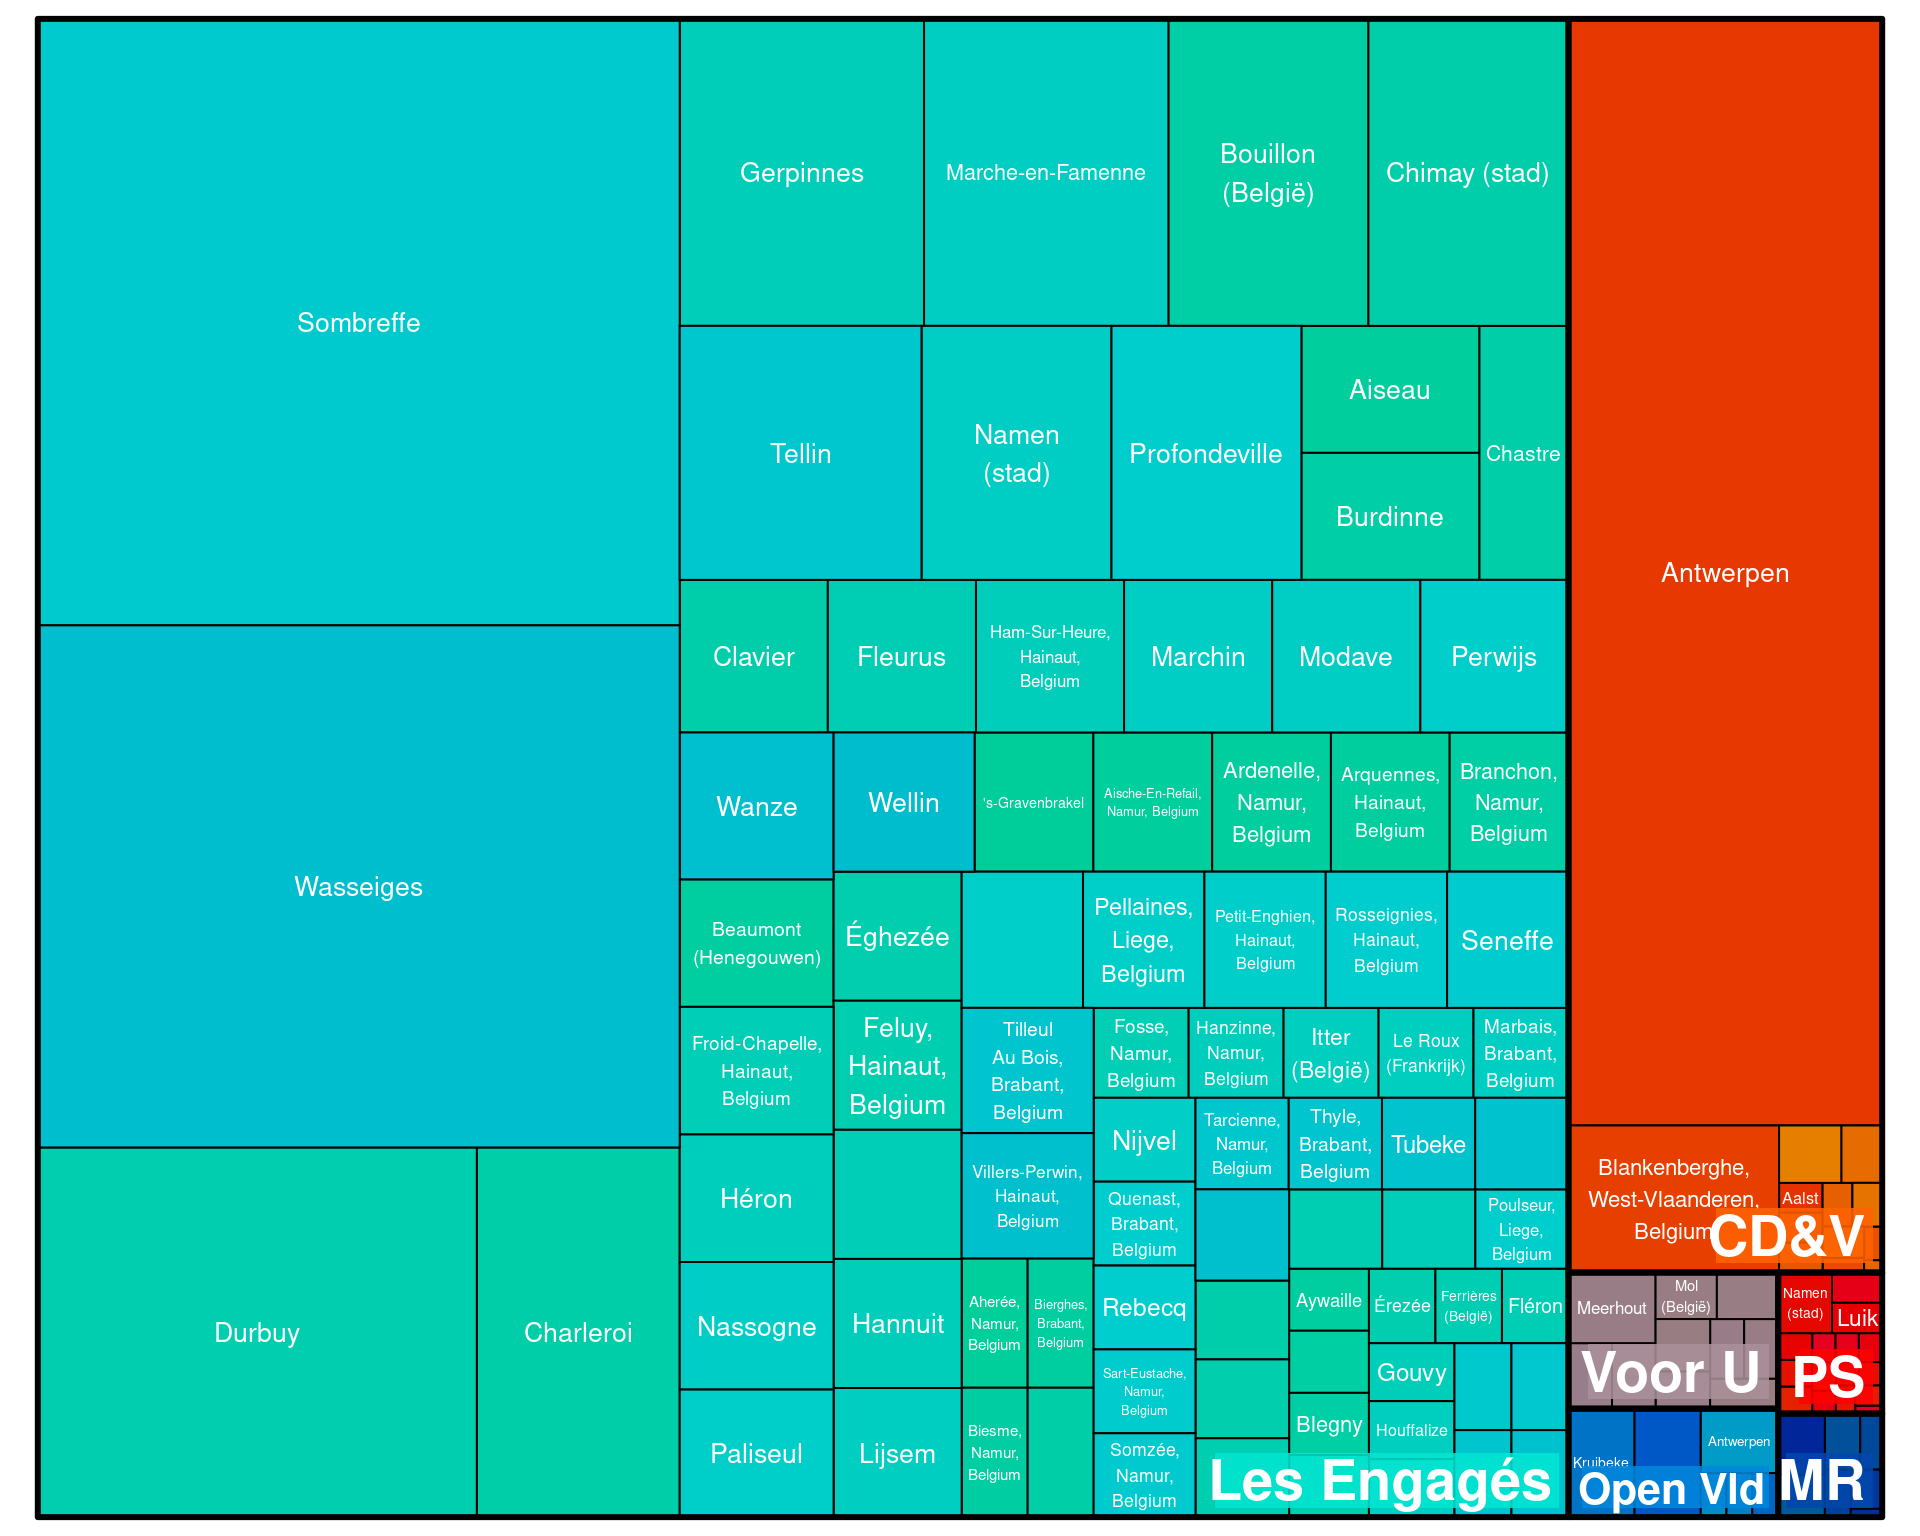 Sombreffe
Wasseiges
Durbuy
Charleroi
Gerpinnes
Marche-en-Famenne
Bouillon
(België)
Chimay (stad)
Tellin
Namen
(stad)
Profondeville
Aiseau
Burdinne
Chastre
Clavier
Fleurus
Ham-Sur-Heure,
Hainaut,
Belgium
Marchin
Modave
Perwijs
Wanze
Wellin
's-Gravenbrakel
Aische-En-Refail,
Namur, Belgium
Ardenelle,
Namur,
Belgium
Arquennes,
Hainaut,
Belgium
Branchon,
Namur,
Belgium
Beaumont
(Henegouwen)
Éghezée
Pellaines,
Liege,
Belgium
Petit-Enghien,
Hainaut,
Belgium
Rosseignies,
Hainaut,
Belgium
Seneffe
Froid-Chapelle,
Hainaut,
Belgium
Feluy,
Hainaut,
Belgium
Tilleul
Au Bois,
Brabant,
Belgium
Fosse,
Namur,
Belgium
Hanzinne,
Namur,
Belgium
Itter
(België)
Le Roux
(Frankrijk)
Marbais,
Brabant,
Belgium
Nijvel
Tarcienne,
Namur,
Belgium
Thyle,
Brabant,
Belgium
Tubeke
Héron
Villers-Perwin,
Hainaut,
Belgium
Quenast,
Brabant,
Belgium
Poulseur,
Liege,
Belgium
Nassogne
Hannuit
Aherée,
Namur,
Belgium
Bierghes,
Brabant,
Belgium
Rebecq
Aywaille
Érezée
Ferrières
(België)
Fléron
Sart-Eustache,
Namur,
Belgium
Gouvy
Paliseul
Lijsem
Biesme,
Namur,
Belgium
Somzée,
Namur,
Belgium
Blegny
Houffalize
Les Engagés
Antwerpen
Blankenberghe,
West-Vlaanderen,
Belgium
Aalst
CD&V
Meerhout
Mol
(België)
Voor U
Namen
(stad)
Luik
PS
Kruibeke
Antwerpen
Open Vld
MR